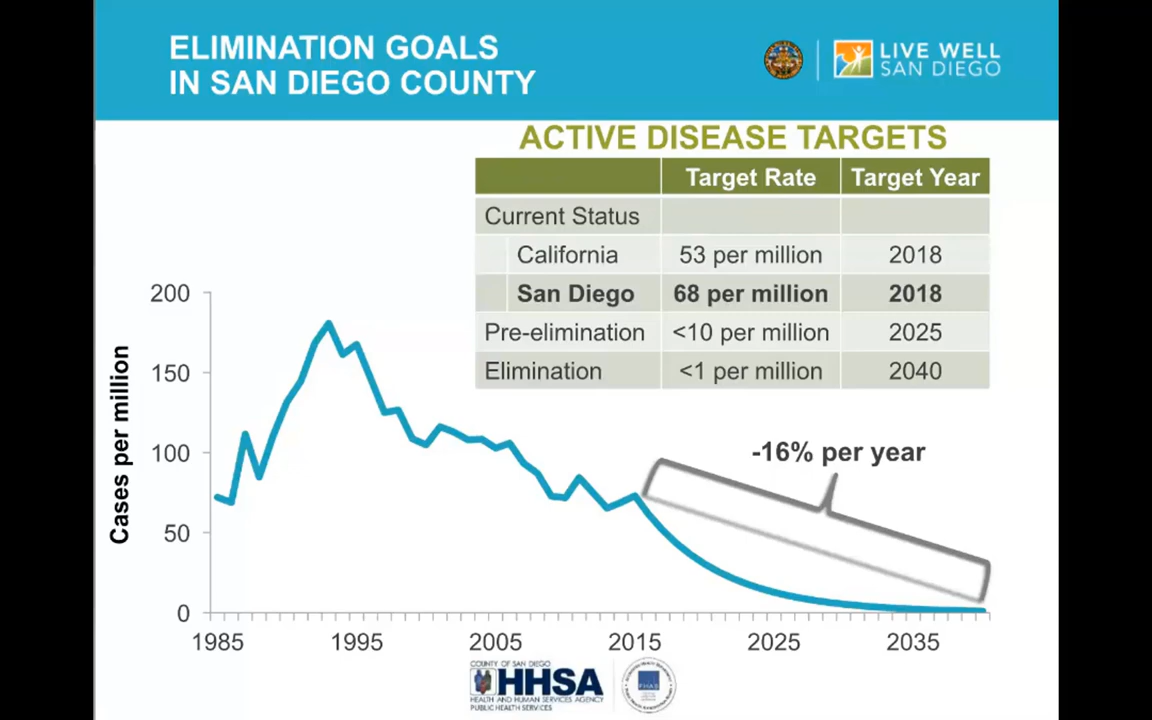 ELIMINATION GOALS
IN SAN DIEGO COUNTY
LIVE WELL
SAN DIEGO
ACTIVE DISEASE TARGETS
Target Rate Target Year
Current Status
California 53 per million 2018
San Diego 68 per million 2018
Pre-elimination <10 per million 2025
Elimination <1 per million 2040
Cases per million
200
150
100
50
0
-16% per year
1985 1995 2005 2015 2025 2035
COUNTY OF SAN DIEGO
HHSA
HEALTH AND HUMAN SERVICES AGENCY
PUBLIC HEALTH SERVICES